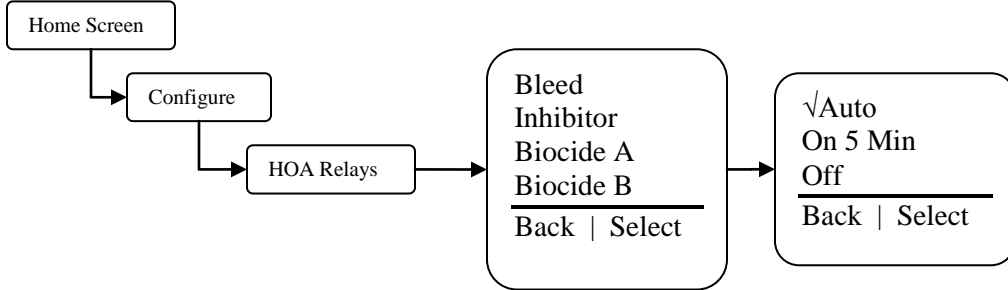 Home Screen
Configure
HOA Relays
Bleed
Inhibitor
Biocide A
Biocide B
Back | Select
√Auto
On 5 Min
Off
Back | Select